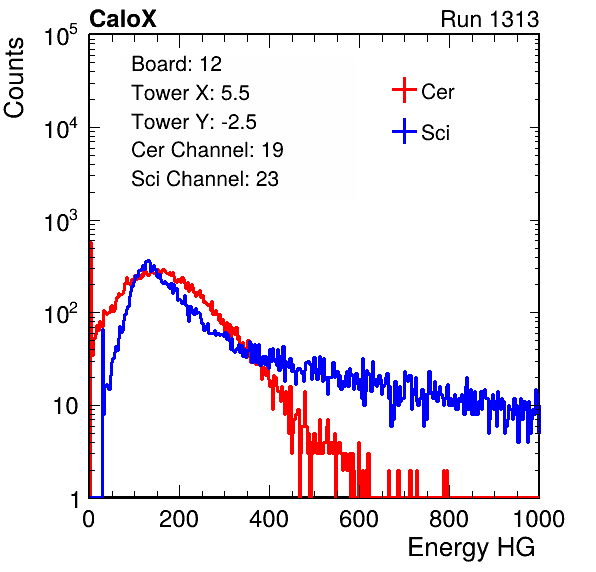 CaloX Run 1313
Counts
10^5
10^4
10^3
10^2
10
1
Board: 12
Tower X: 5.5
Tower Y: -2.5
Cer Channel: 19
Sci Channel: 23
Cer
Sci
0 200 400 600 800 1000
Energy HG